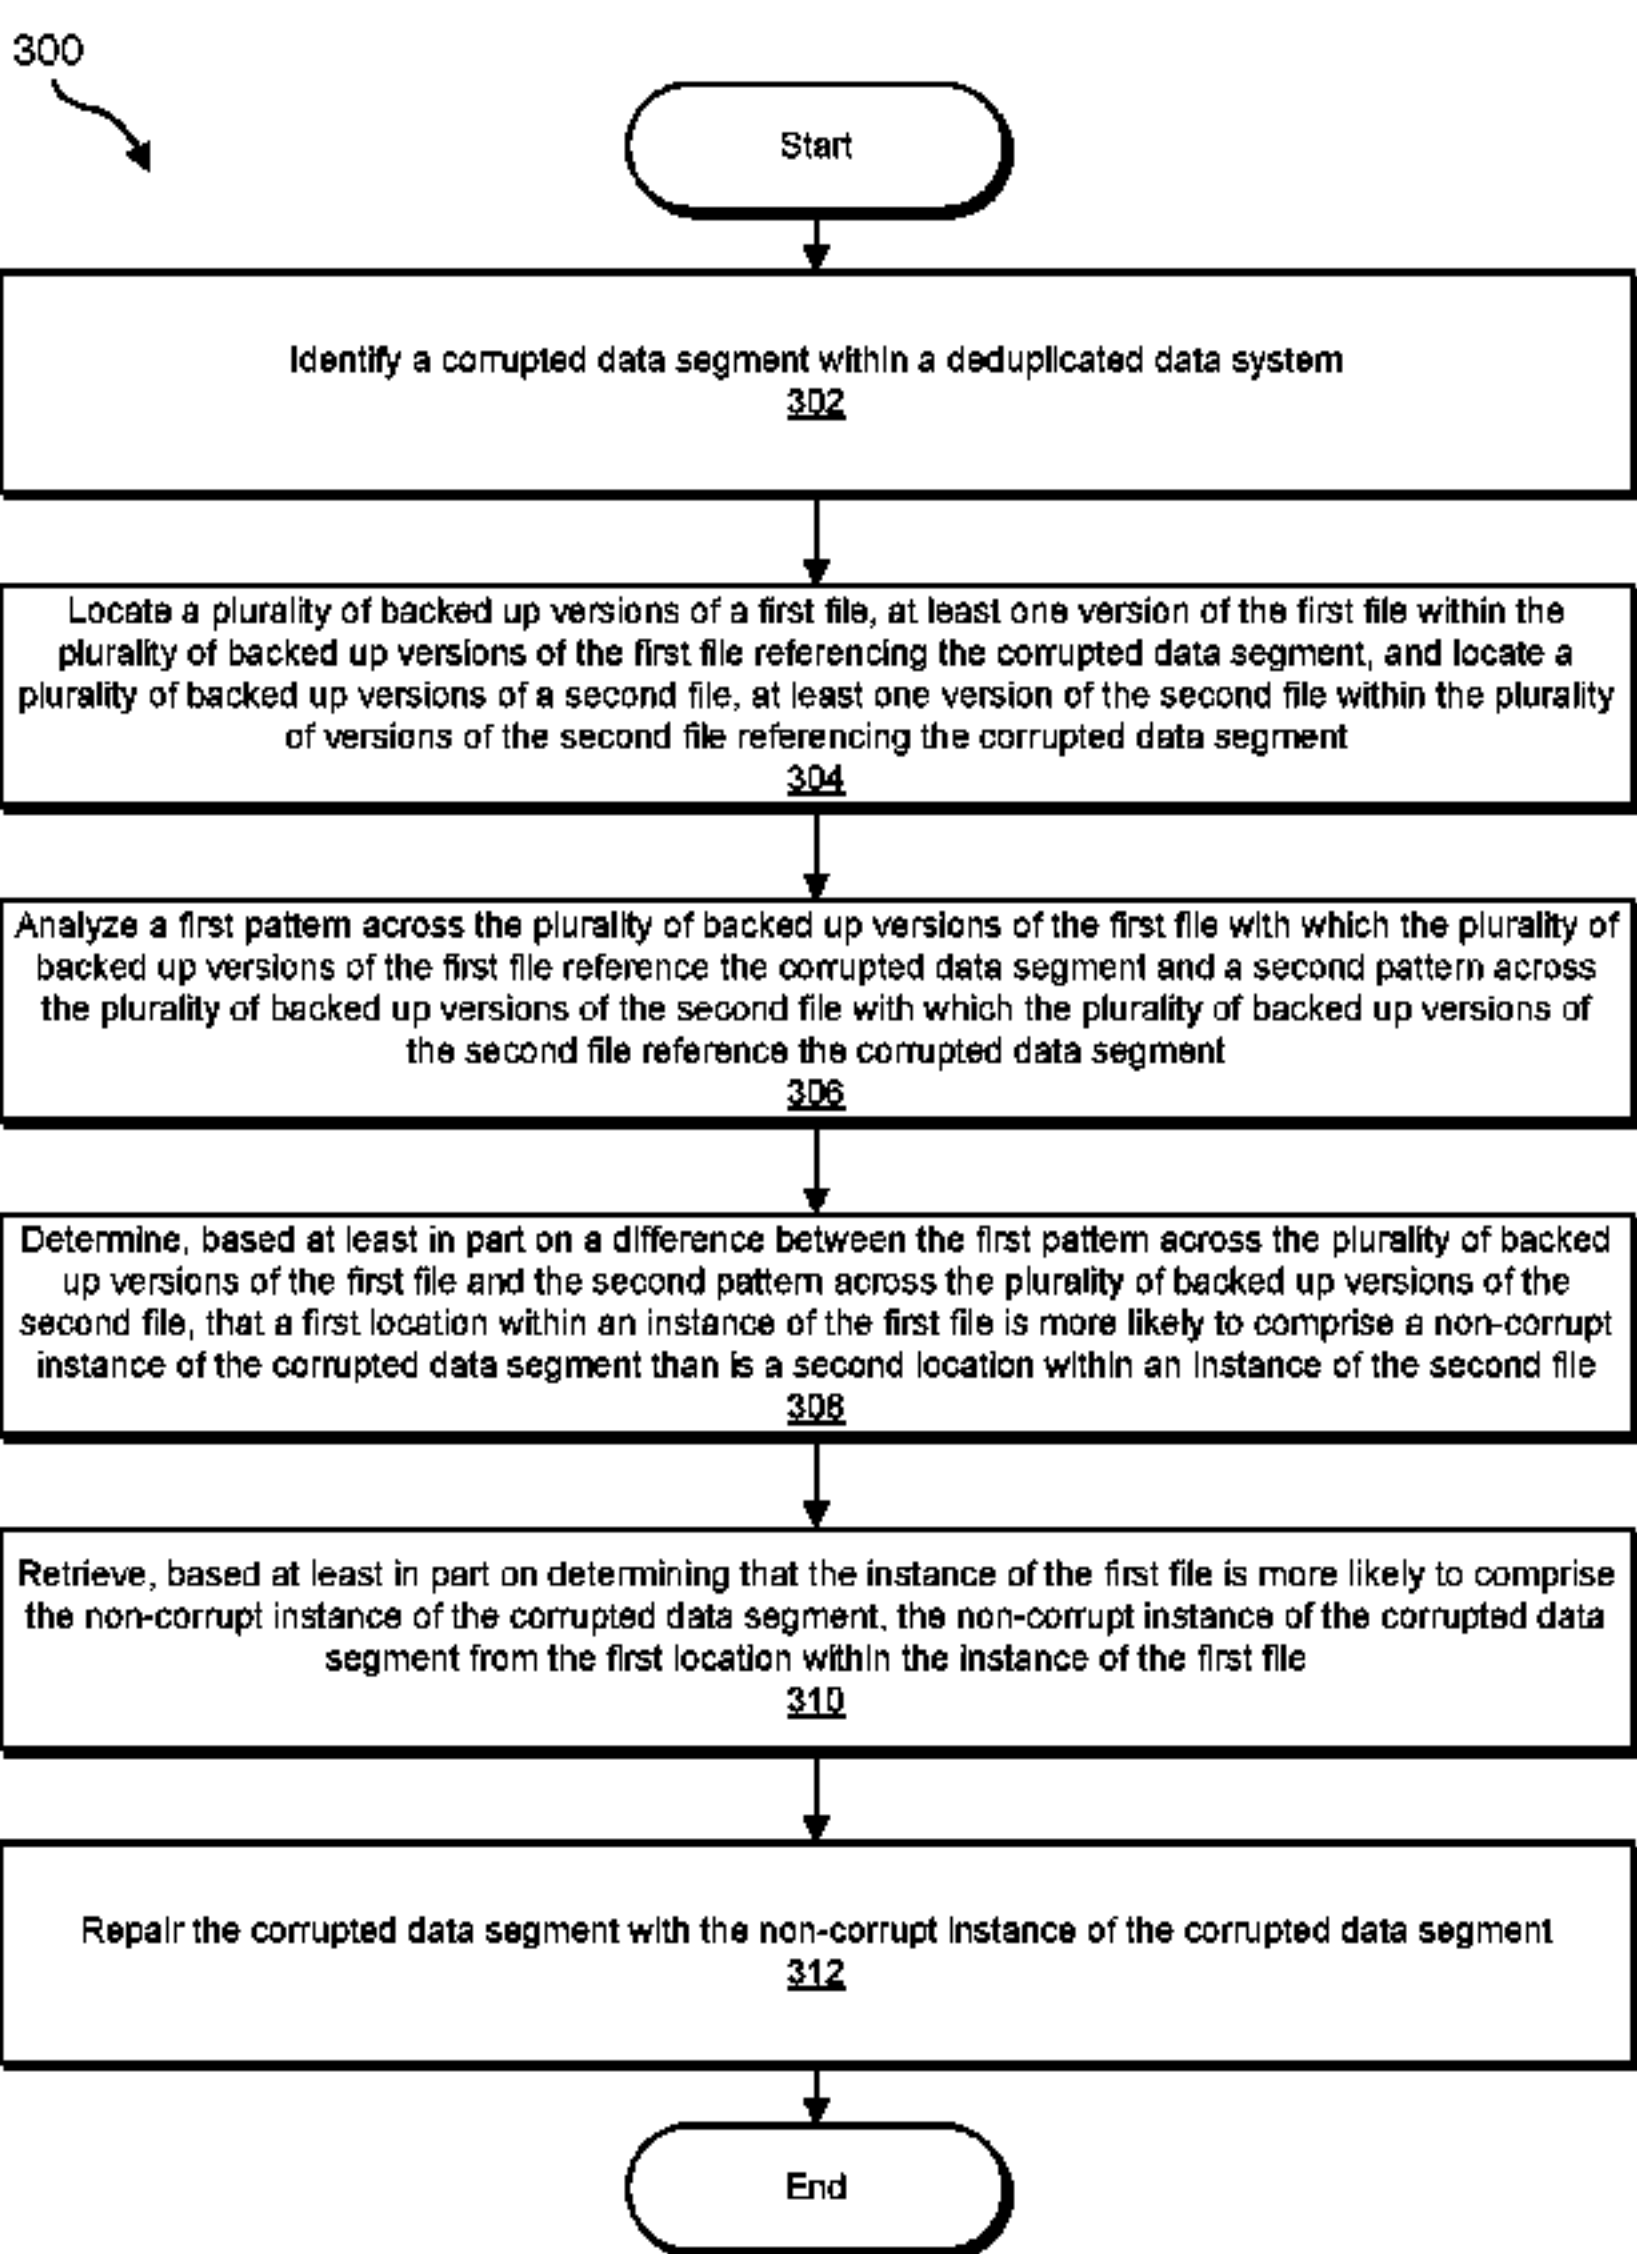 300
Start
Identify a corrupted data segment within a deduplicated data system
302
Locate a plurality of backed up versions of a first file, at least one version of the first file within the
plurality of backed up versions of the first file referencing the corrupted data segment, and locate a
plurality of backed up versions of a second file, at least one version of the second file within the plurality
of versions of the second file referencing the corrupted data segment
304
Analyze a first pattern across the plurality of backed up versions of the first file with which the plurality of
backed up versions of the first file reference the corrupted data segment and a second pattern across
the plurality of backed up versions of the second file with which the plurality of backed up versions of
the second file reference the corrupted data segment
306
Determine, based at least in part on a difference between the first pattern across the plurality of backed
up versions of the first file and the second pattern across the plurality of backed up versions of the
second file, that a first location within an instance of the first file is more likely to comprise a non-corrupt
instance of the corrupted data segment than is a second location within an instance of the second file
308
Retrieve, based at least in part on determining that the instance of the first file is more likely to comprise
the non-corrupt instance of the corrupted data segment, the non-corrupt instance of the corrupted data
segment from the first location within the instance of the first file
310
Repair the corrupted data segment with the non-corrupt instance of the corrupted data segment
312
End